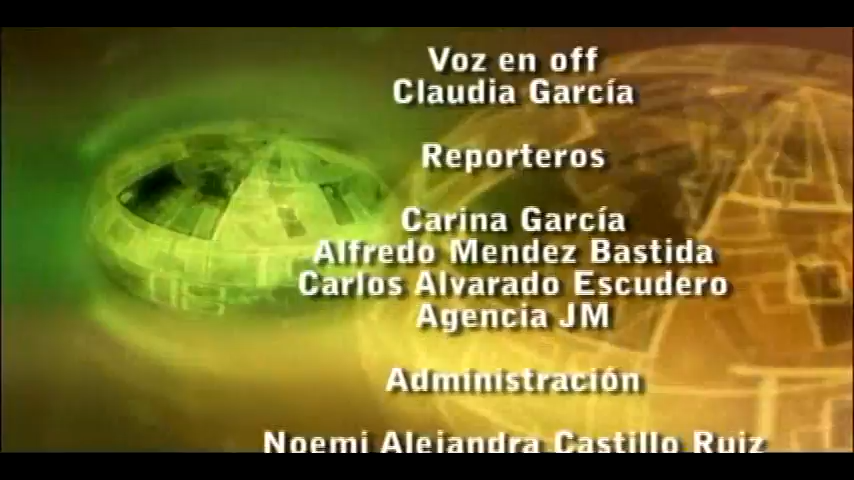 Voz en off
Claudia García
Reporteros
Carina García
Alfredo Mendez Bastida
Carlos Alvarado Escudero
Agencia JM
Administración
Noemi Alejandra Castillo Ruiz